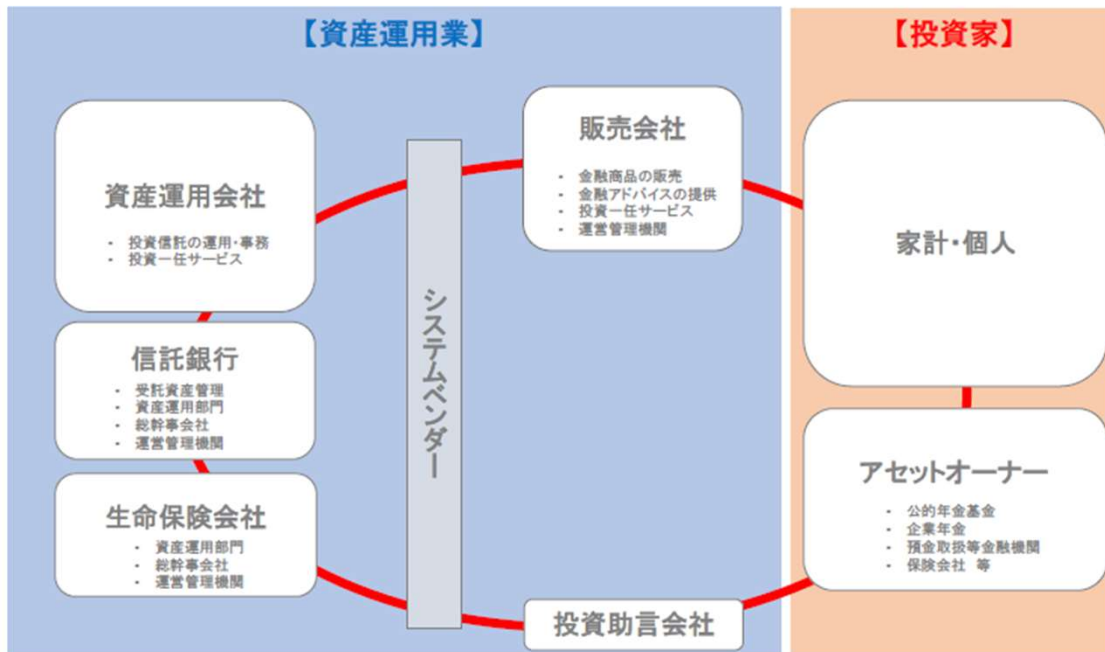 【資産運用業】
【投資家】
資産運用会社
- 投資信託の運用・事務
- 投資一任サービス
信託銀行
- 受託資産管理
- 資産運用部門
- 総幹事会社
- 運営管理機関
生命保険会社
- 資産運用部門
- 総幹事会社
- 運営管理機関
システムベンダー
販売会社
- 金融商品の販売
- 金融アドバイスの提供
- 投資一任サービス
- 運営管理機関
投資助言会社
家計・個人
アセットオーナー
- 公的年金基金
- 企業年金
- 預金取扱等金融機関
- 保険会社 等